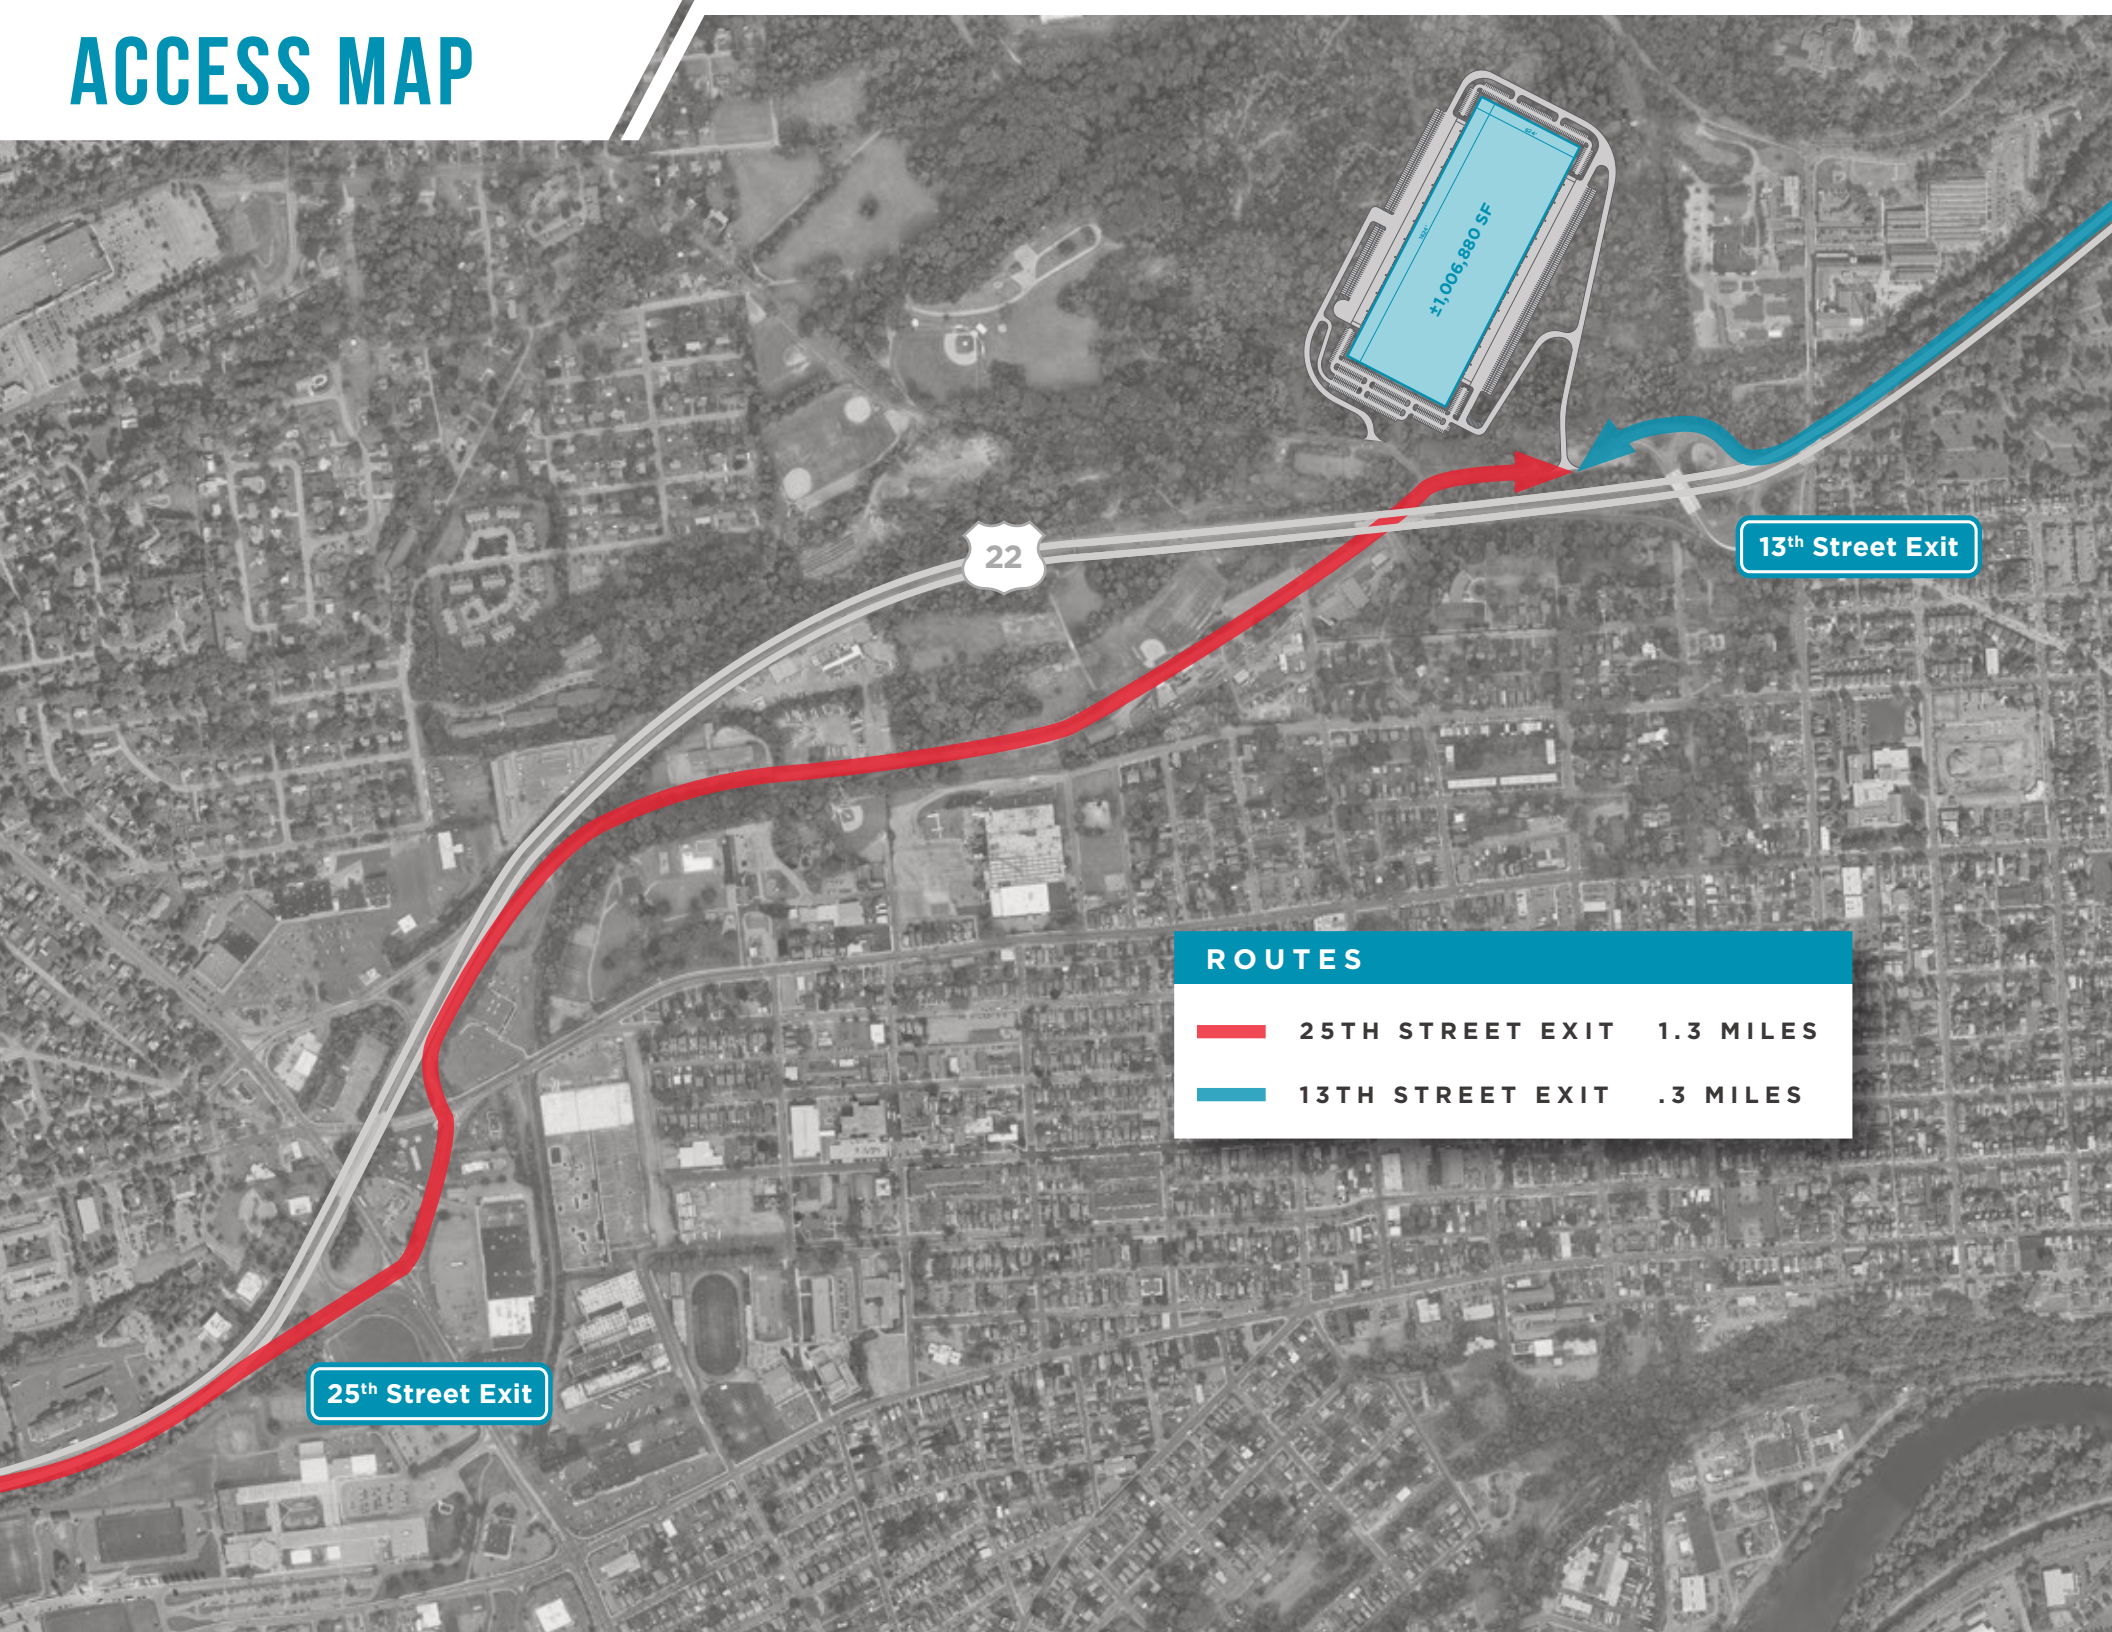 ACCESS MAP
±1,006,880 SF
22
13th Street Exit
ROUTES
25TH STREET EXIT 1.3 MILES
13TH STREET EXIT .3 MILES
25th Street Exit